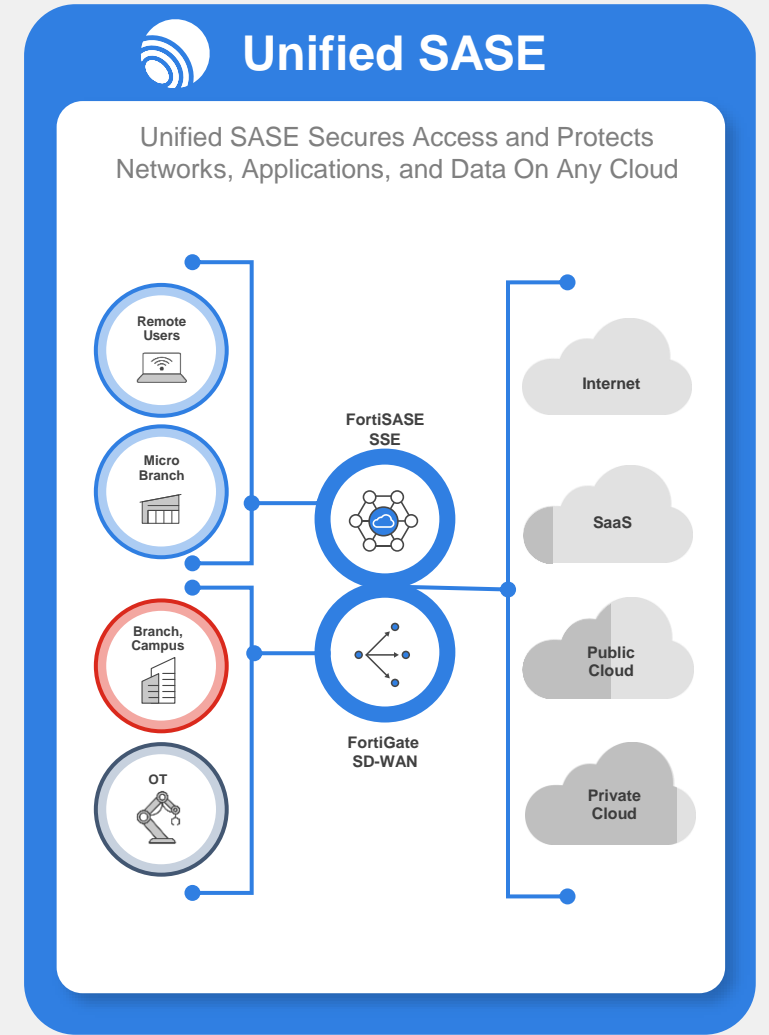 Unified SASE
Unified SASE Secures Access and Protects
Networks, Applications, and Data On Any Cloud
Remote
Users
Micro
Branch
Branch,
Campus
OT
FortiSASE
SSE
FortiGate
SD-WAN
Internet
SaaS
Public
Cloud
Private
Cloud